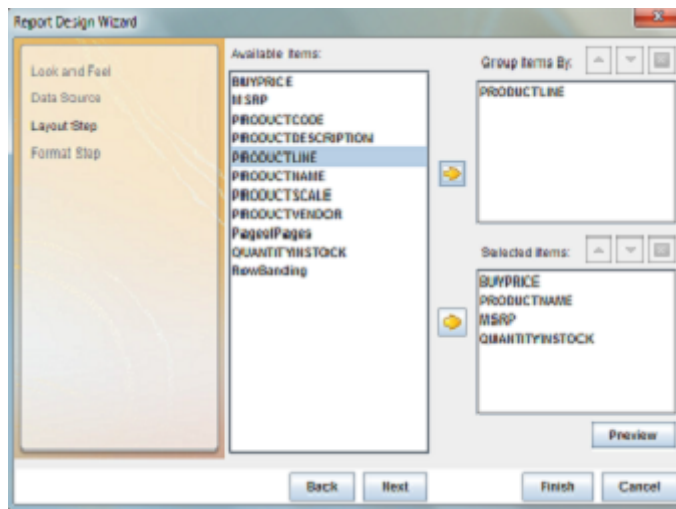 Report Design Wizard
Look and Feel
Data Source
Layout Step
Format Step
Available Items:
BUYPRICE
MSRP
PRODUCTCODE
PRODUCTDESCRIPTION
PRODUCTLINE
PRODUCTNAME
PRODUCTSCALE
PRODUCTVENDOR
PageofPages
QUANTITYINSTOCK
RowBanding
Group Items By:
PRODUCTLINE
Selected Items:
BUYPRICE
PRODUCTNAME
MSRP
QUANTITYINSTOCK
Preview
Back
Next
Finish
Cancel